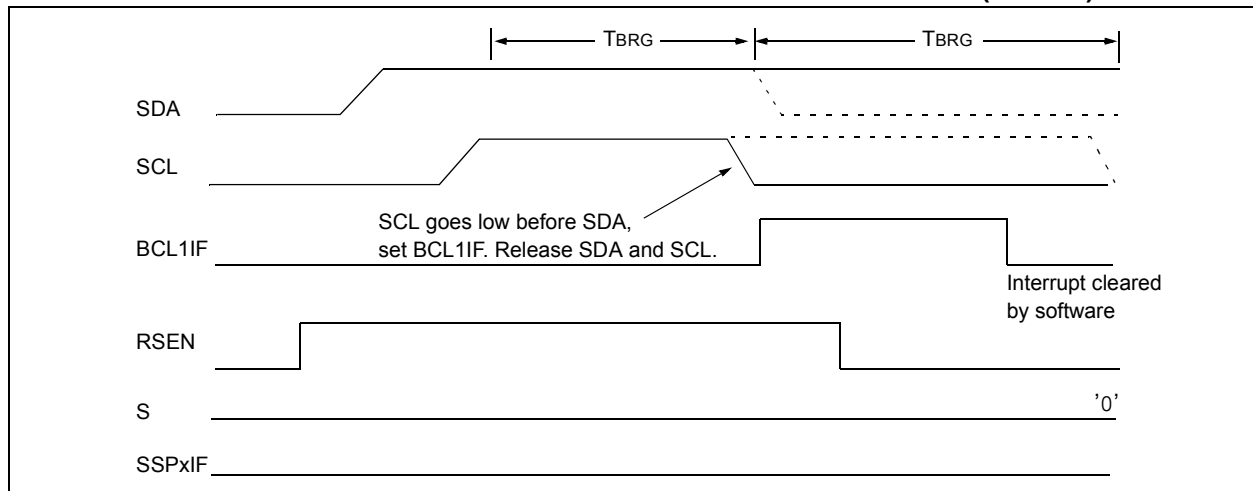 TBRG TBRG
SDA
SCL
SCL goes low before SDA,
set BCL1IF. Release SDA and SCL.
BCL1IF
Interrupt cleared
by software
RSEN
S '0'
SSPxIF